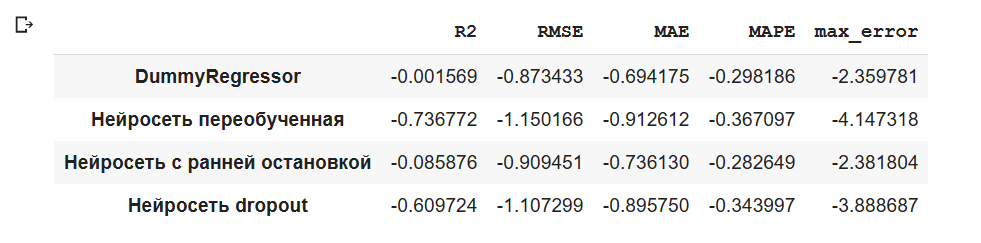 R2 RMSE MAE MAPE max_error
DummyRegressor -0.001569 -0.873433 -0.694175 -0.298186 -2.359781
Нейросеть переобученная -0.736772 -1.150166 -0.912612 -0.367097 -4.147318
Нейросеть с ранней остановкой -0.085876 -0.909451 -0.736130 -0.282649 -2.381804
Нейросеть dropout -0.609724 -1.107299 -0.895750 -0.343997 -3.888687